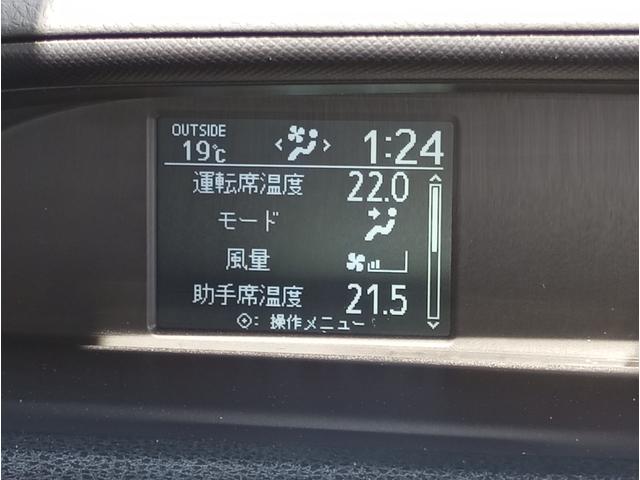 OUTSIDE
19℃ 1:24
運転席温度 22.0
モード
風量
助手席温度 21.5
: 操作メニュー